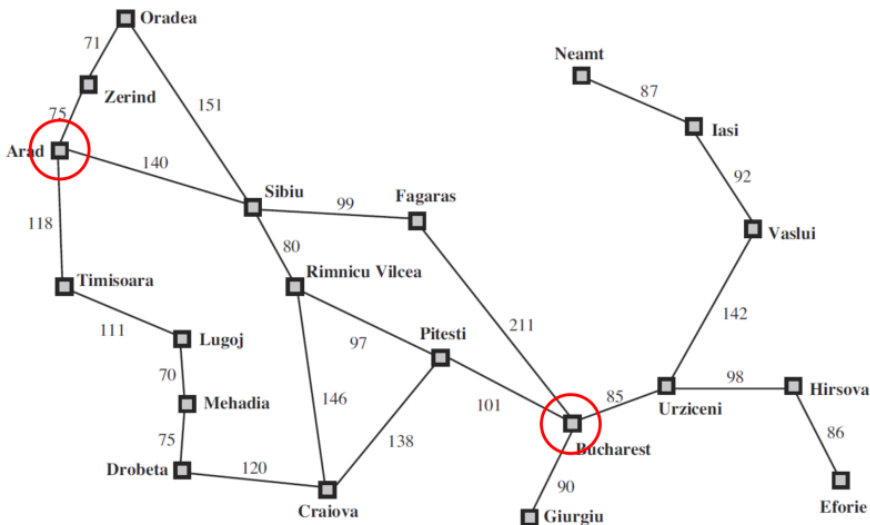 Oradea
71
Neamt
Zerind
87
75
151
Iasi
Arad
140
92
Sibiu
99
Fagaras
118
Vaslui
80
Timisoara
Rimnicu Vilcea
142
111
211
Lugoj
97
Pitesti
70
98
Hirsova
146
101
85
Mehadia
Urziceni
138
86
75
Bucharest
120
Drobeta
90
Craiova
Eforie
Giurgiu